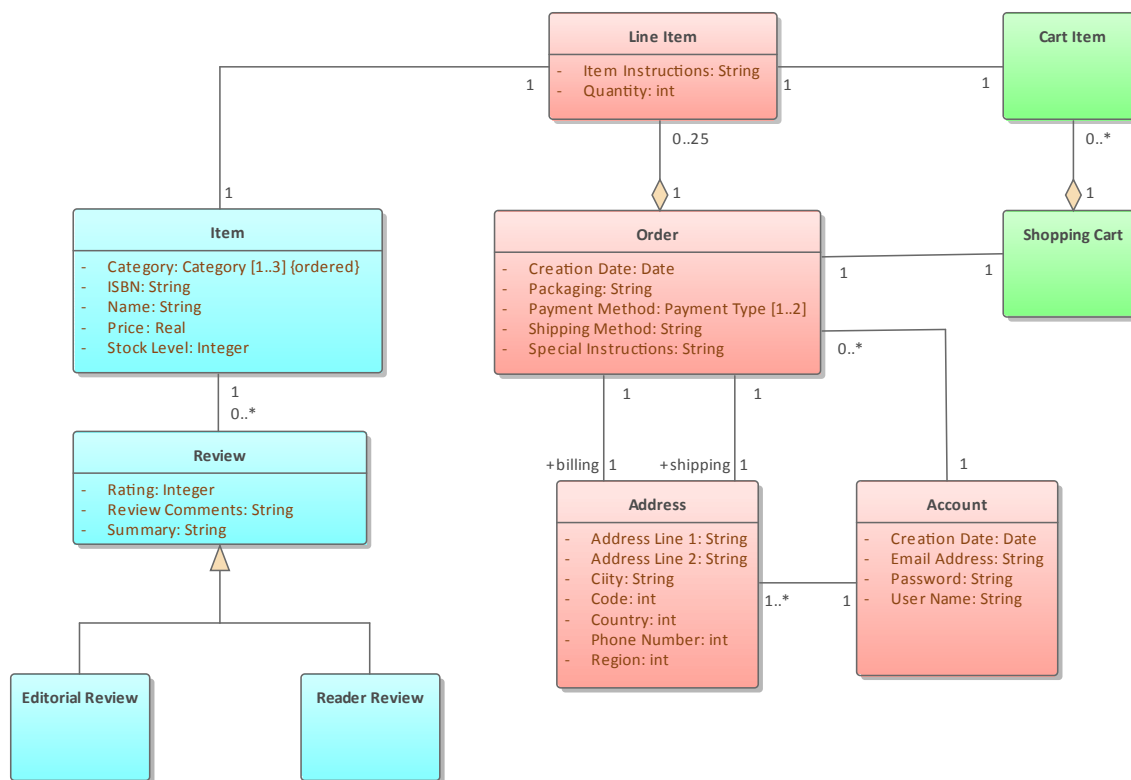 Line Item
- Item Instructions: String
- Quantity: int
Cart Item
1
1
1
0..25
0..*
1
1
1
Item
- Category: Category [1..3] {ordered}
- ISBN: String
- Name: String
- Price: Real
- Stock Level: Integer
Order
- Creation Date: Date
- Packaging: String
- Payment Method: Payment Type [1..2]
- Shipping Method: String
- Special Instructions: String
Shopping Cart
1
1
0..*
1
0..*
1
1
Review
- Rating: Integer
- Review Comments: String
- Summary: String
+billing 1
+shipping 1
1
Address
- Address Line 1: String
- Address Line 2: String
- Ciity: String
- Code: int
- Country: int
- Phone Number: int
- Region: int
Account
- Creation Date: Date
- Email Address: String
- Password: String
- User Name: String
1..*
1
Editorial Review
Reader Review